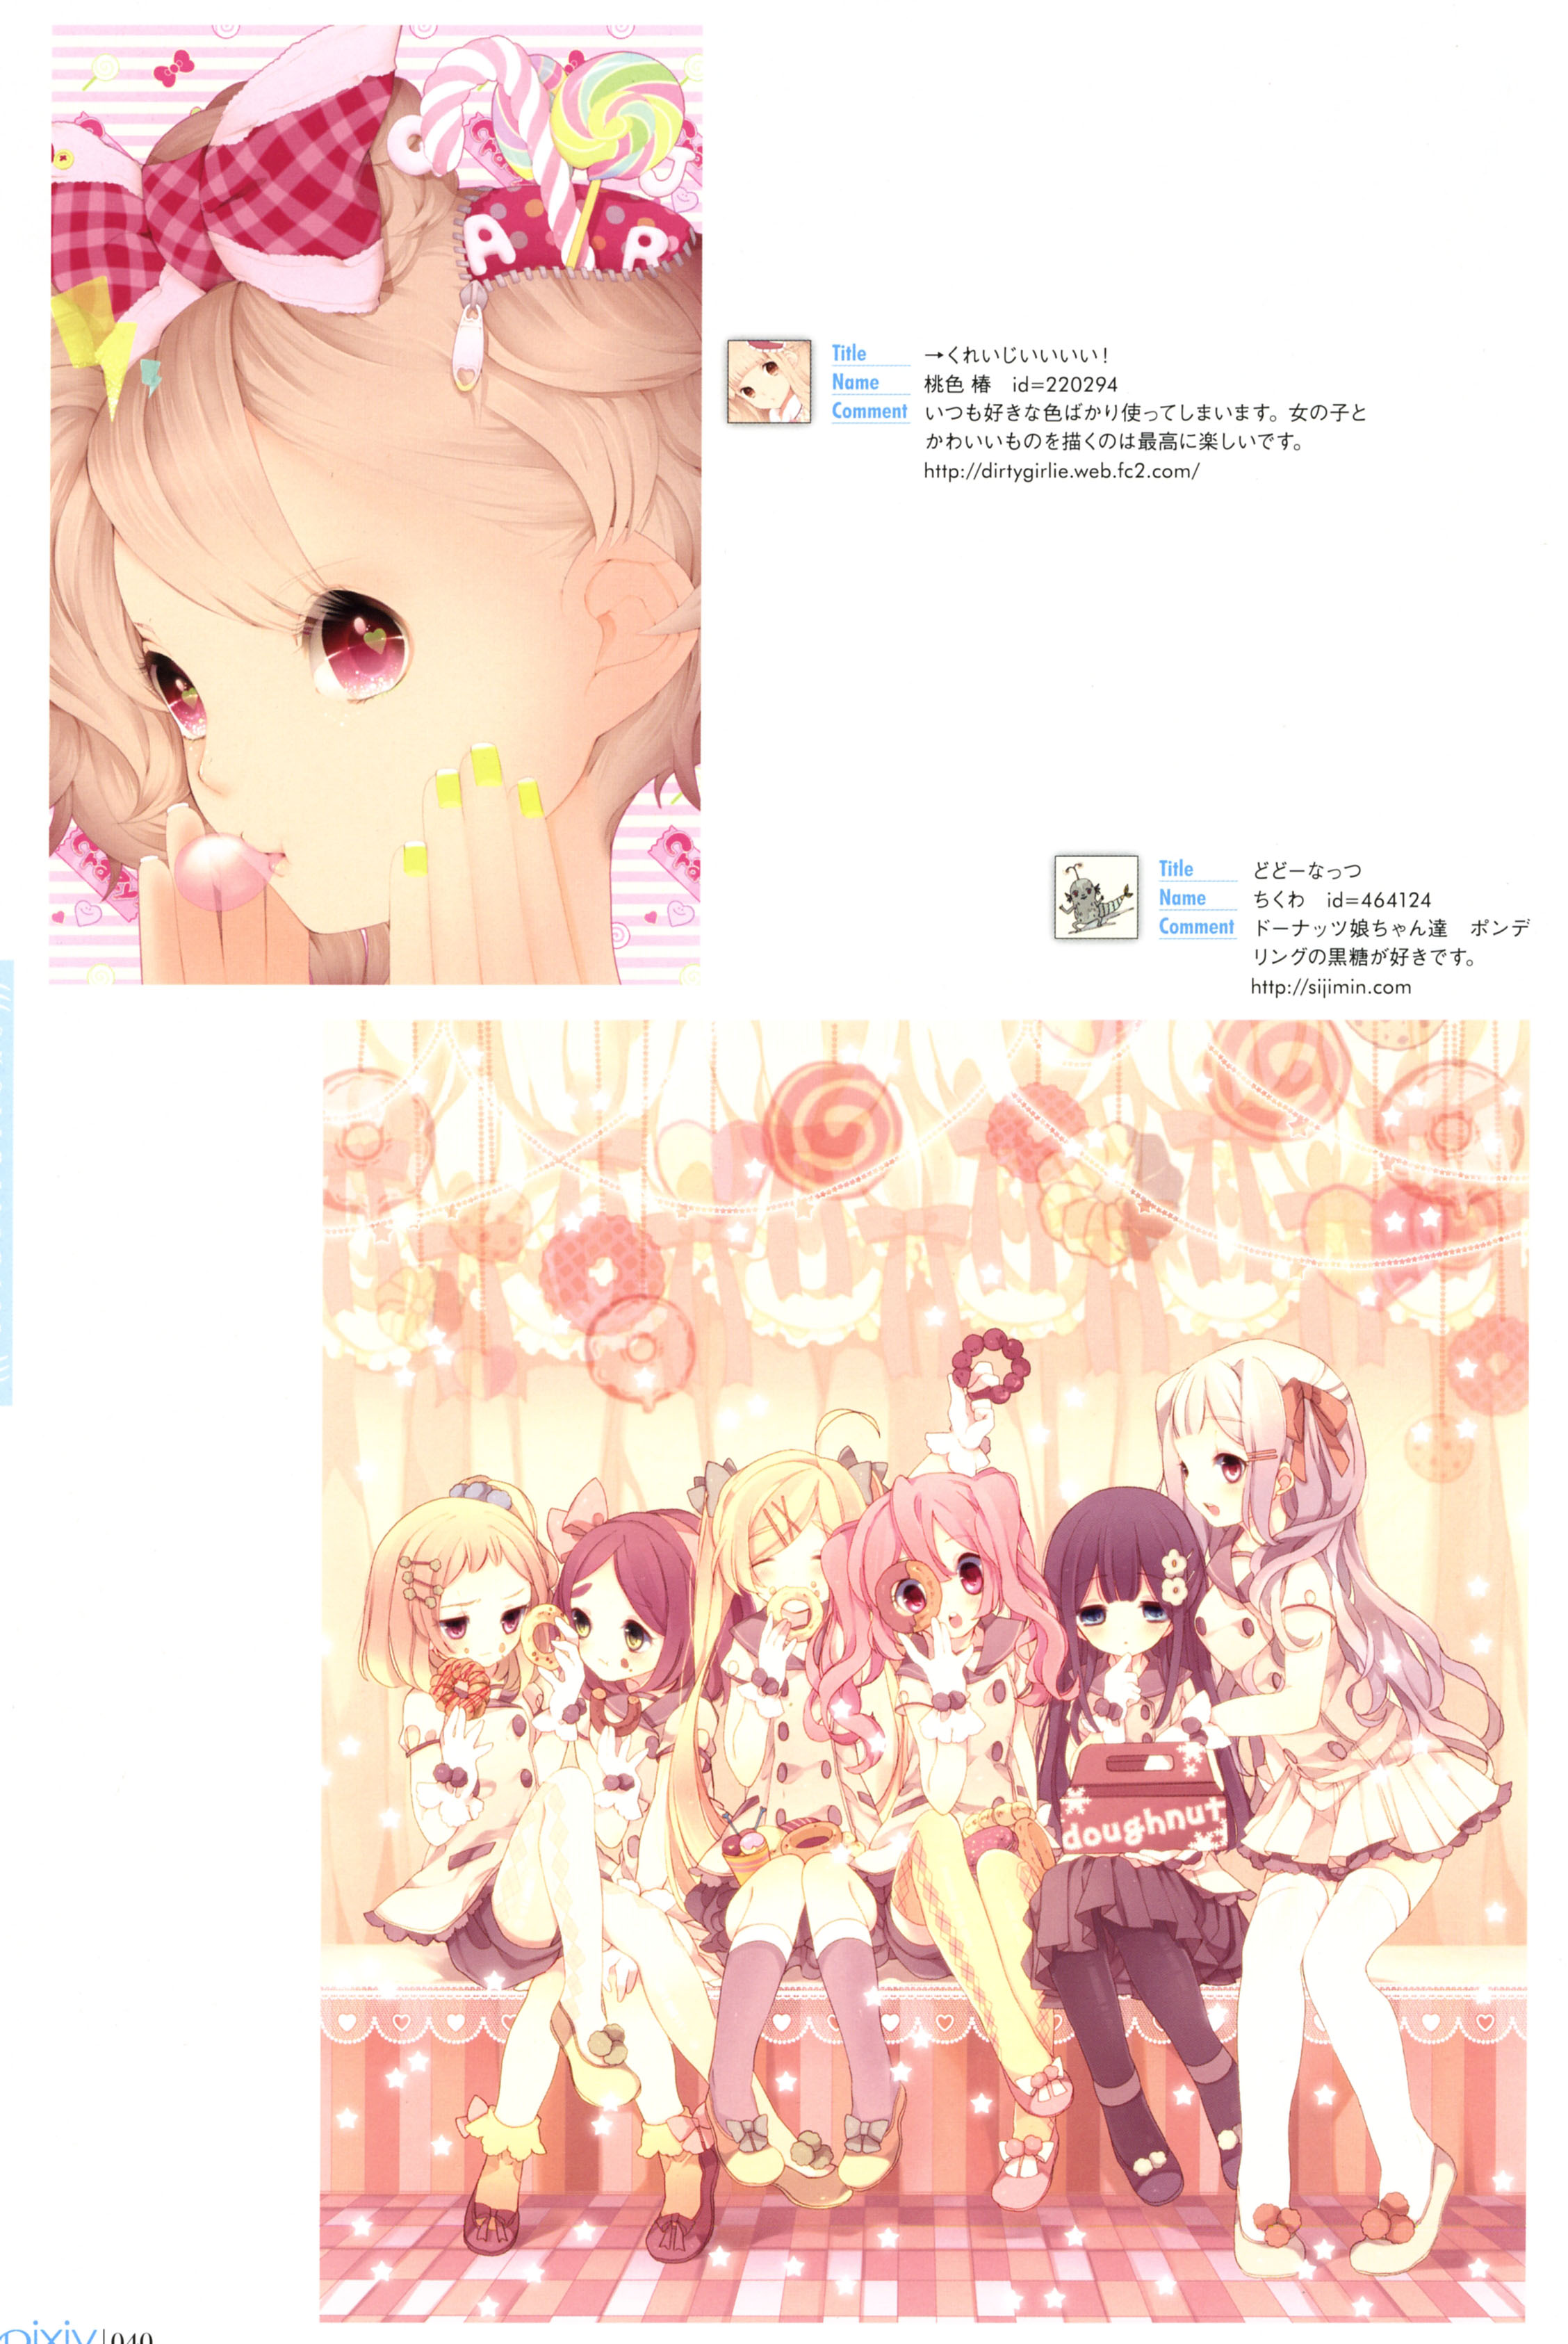 A R
Title →くれいじいいいい!
Name 桃色 椿 id=220294
Comment いつも好きな色ばかり使ってしまいます。女の子と
かわいいものを描くのは最高に楽しいです。
http://dirtygirlie.web.fc2.com/
Crazy
Title どどーなっつ
Name ちくわ id=464124
Comment ドーナッツ娘ちゃん達 ポンデ
リングの黒糖が好きです。
http://sijimin.com
doughnut
pixiv 040